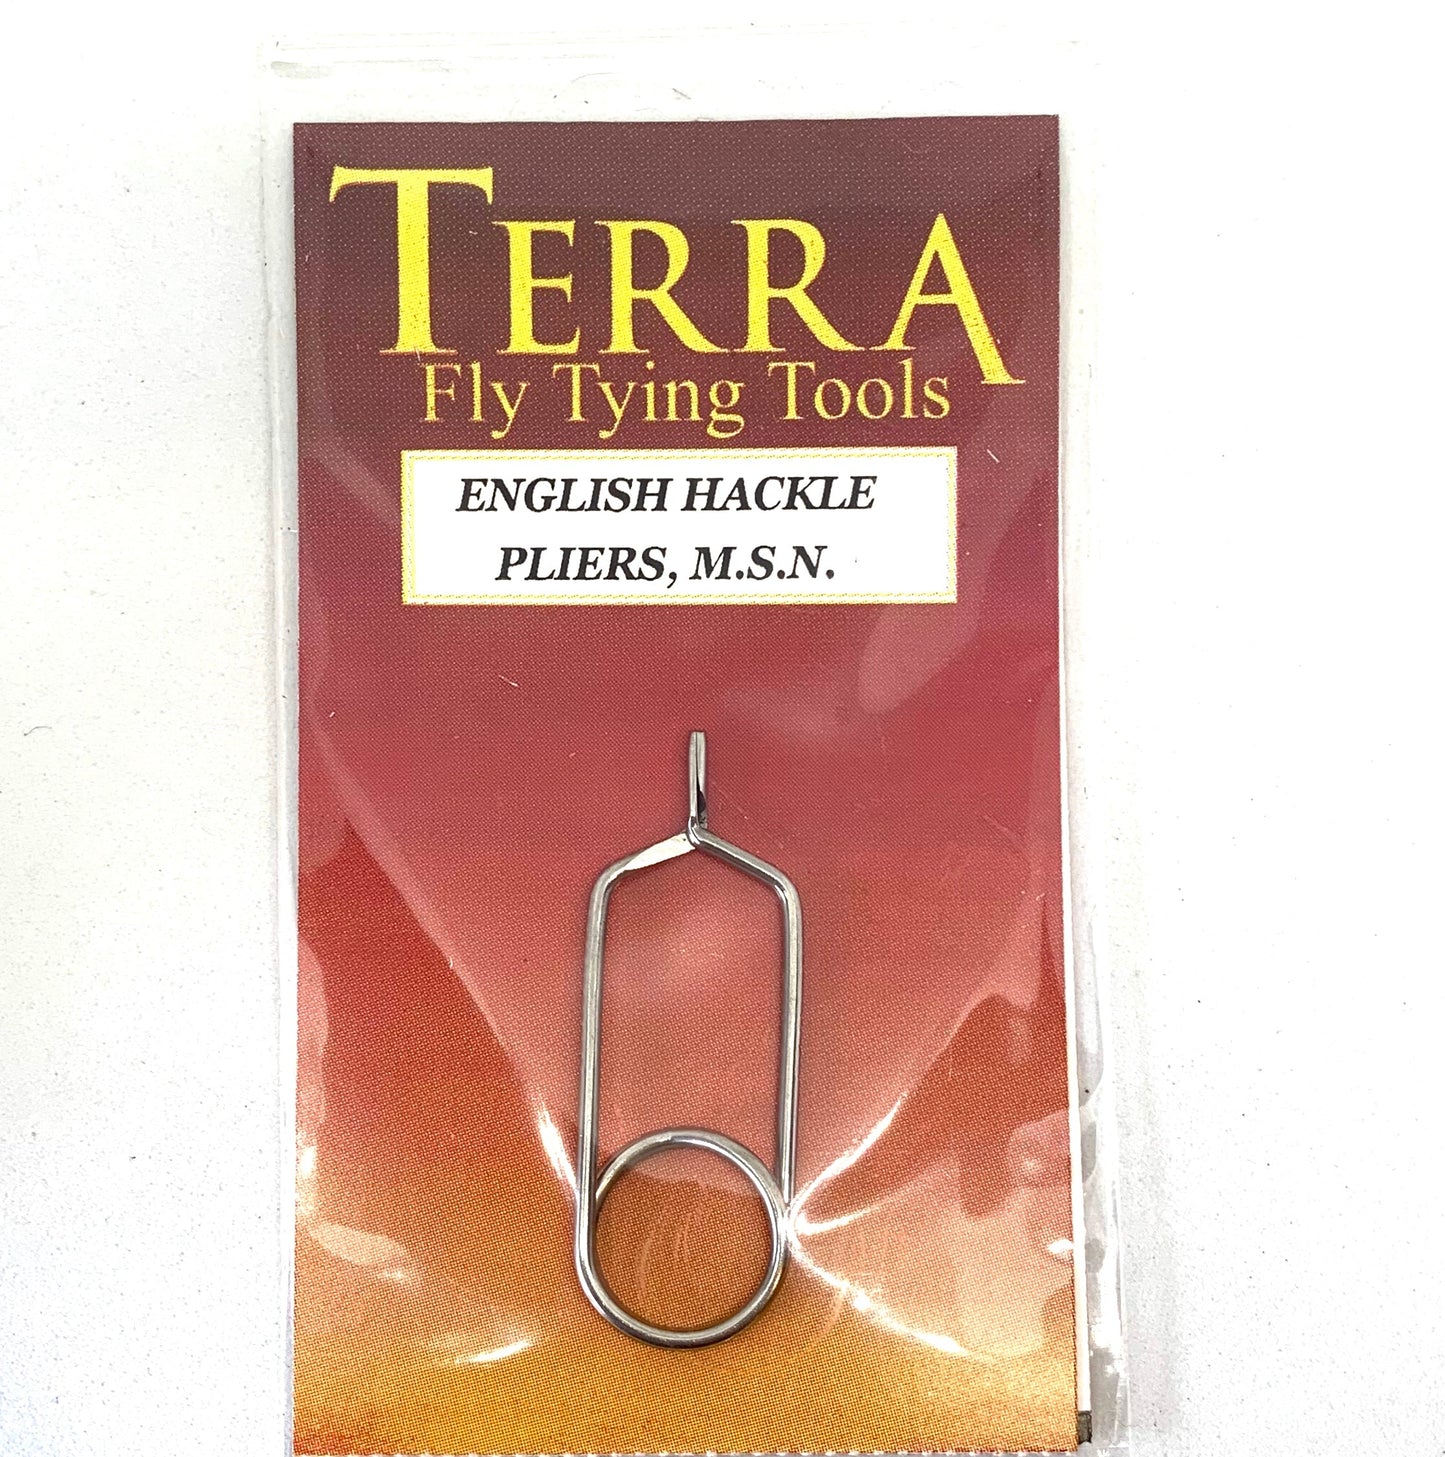 TERRA
Fly Tying Tools
ENGLISH HACKLE
PLIERS, M.S.N.